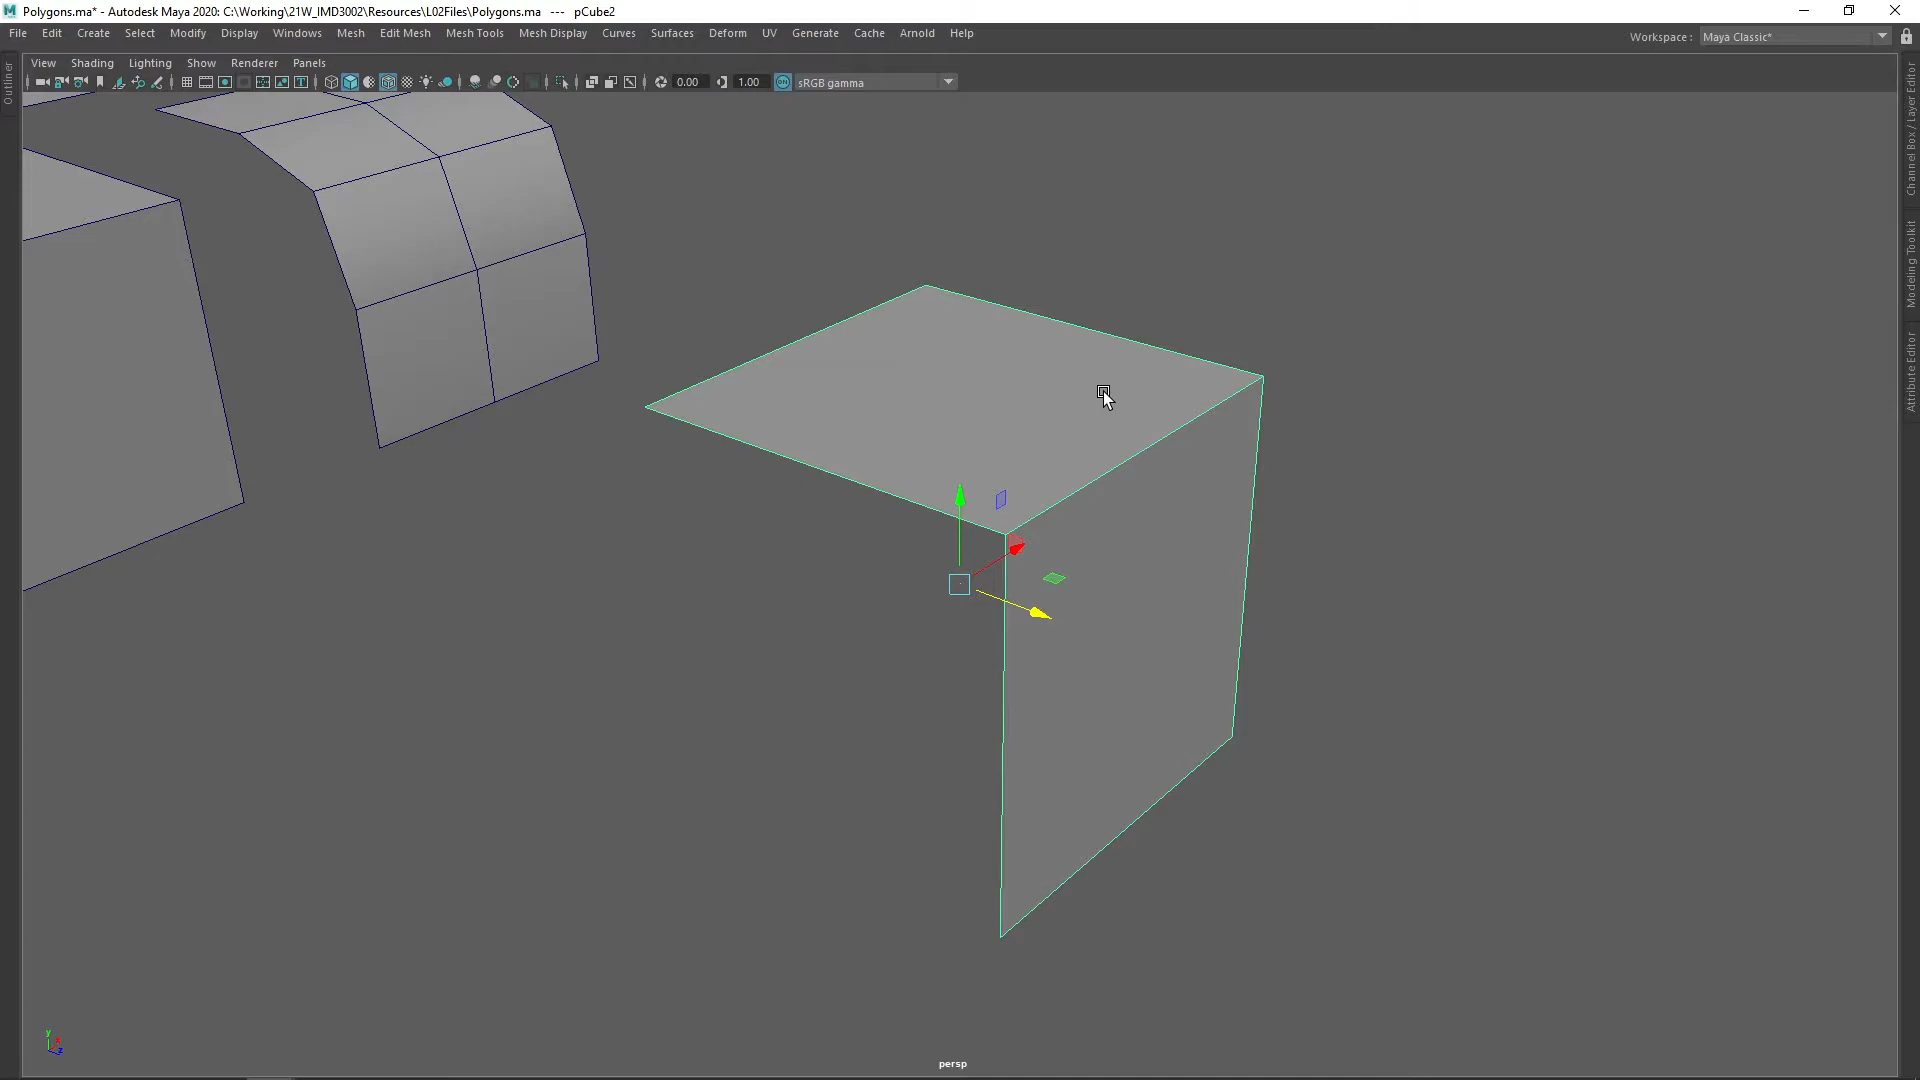 Polygons.ma* - Autodesk Maya 2020: C:\Working\21W_IMD3002\Resources\L02Files\Polygons.ma   ---   pCube2
File Edit Create Select Modify Display Windows Mesh Edit Mesh Mesh Tools Mesh Display Curves Surfaces Deform UV Generate Cache Arnold Help
Workspace : Maya Classic*
View Shading Lighting Show Renderer Panels
0.00 1.00 ON sRGB gamma
Outliner
Channel Box / Layer Editor
Modeling Toolkit
Attribute Editor
y
x
z
persp